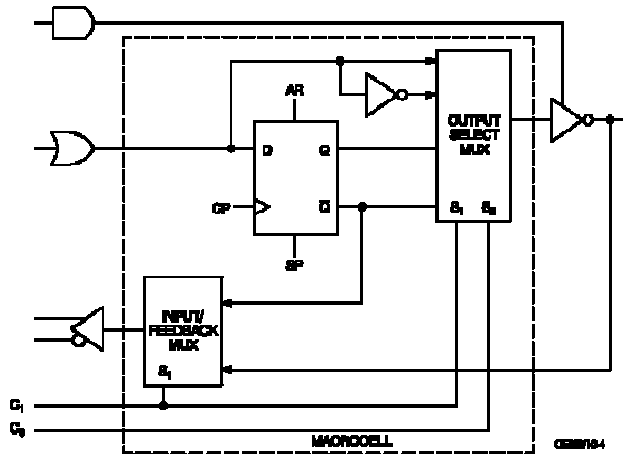 AR
OUTPUT
SELECT
MUX
D
Q
CP
Q
S1 S0
SP
INPUT/
FEEDBACK
MUX
S1
C1
C0
MACROCELL